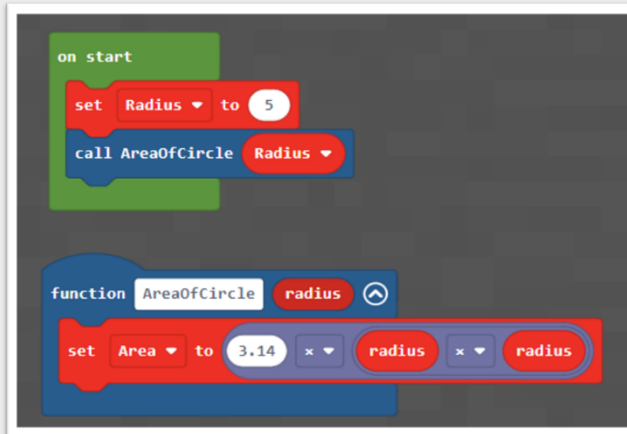 on start
set Radius to 5
call AreaOfCircle Radius
function AreaOfCircle radius
set Area to 3.14 × radius × radius